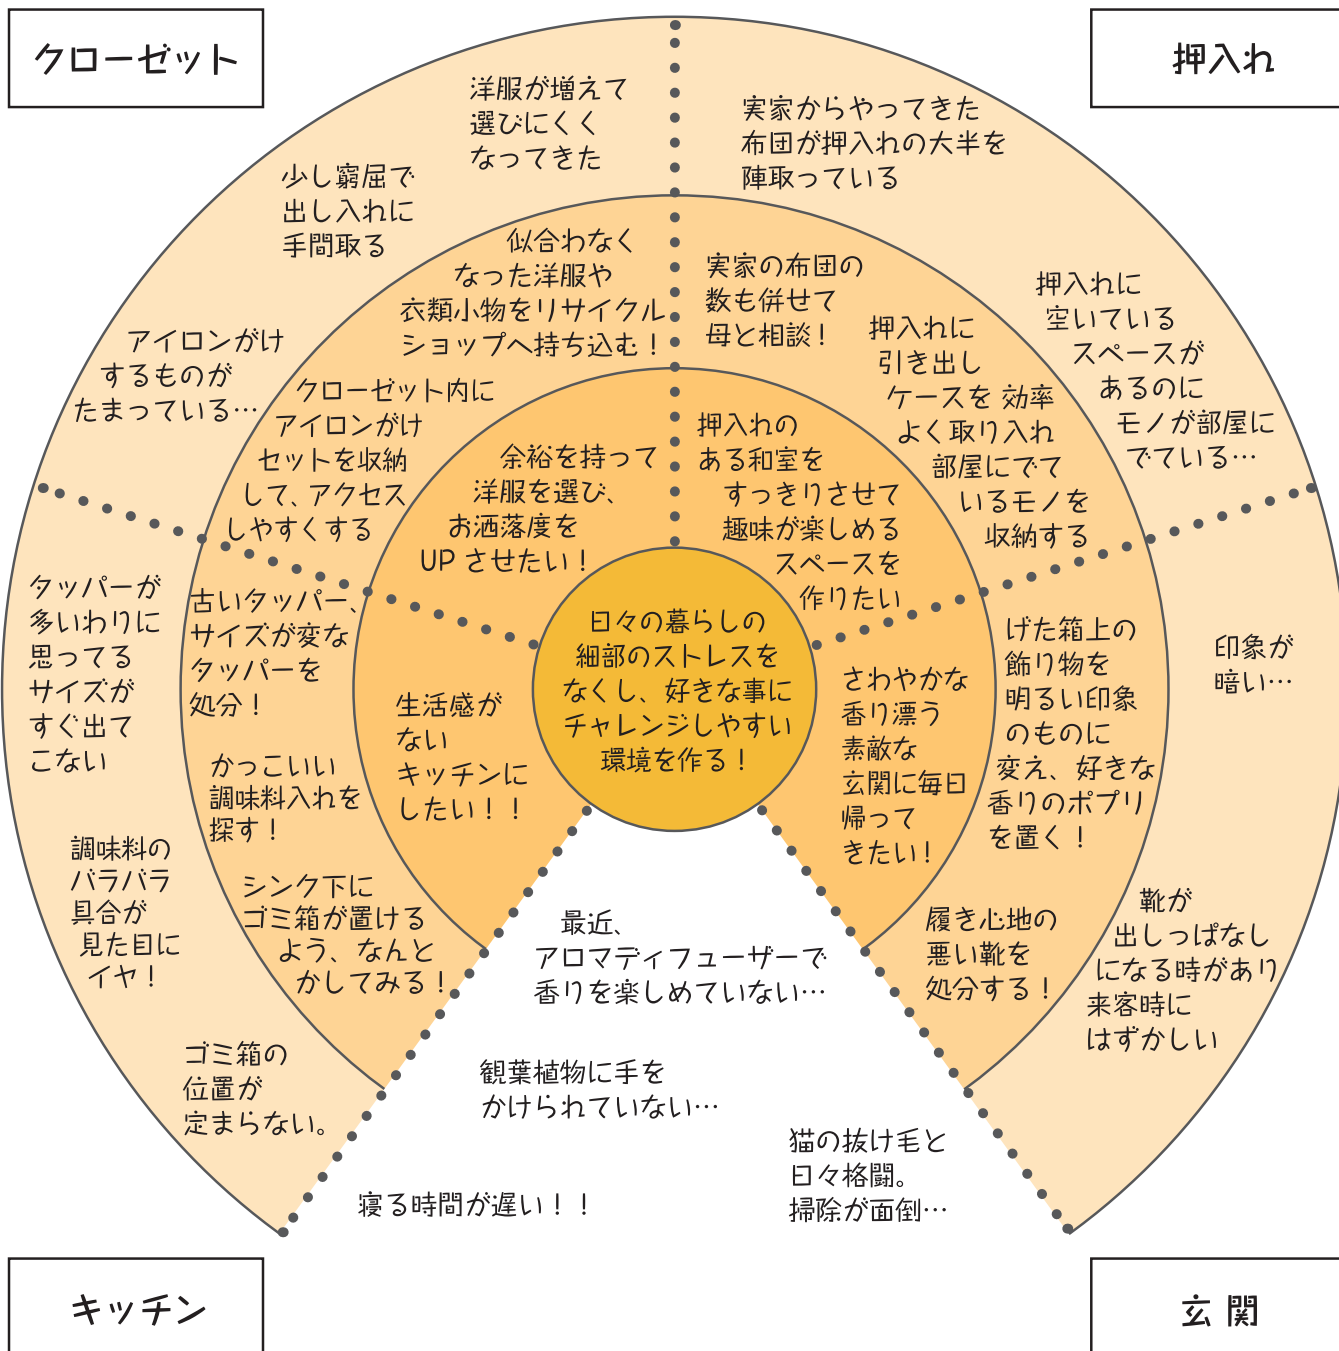 クローゼット
押入れ
洋服が増えて
選びにくく
なってきた
少し窮屈で
出し入れに
手間取る
アイロンがけ
するものが
たまっている…
似合わなく
なった洋服や
衣類小物をリサイクル
ショップへ持ち込む！
クローゼット内に
アイロンがけ
セットを収納
して、アクセス
しやすくする
余裕を持って
洋服を選び、
お洒落度を
UP させたい！
実家からやってきた
布団が押入れの大半を
陣取っている
押入れに
空いている
スペースが
あるのに
モノが部屋に
でている…
実家の布団の
数も併せて
母と相談！
押入れに
引き出し
ケースを 効率
よく取り入れ
部屋にでて
いるモノを
収納する
押入れの
ある和室を
すっきりさせて
趣味が楽しめる
スペースを
作りたい
日々の暮らしの
細部のストレスを
なくし、好きな事に
チャレンジしやすい
環境を作る！
タッパーが
多いわりに
思ってる
サイズが
すぐ出て
こない
調味料の
バラバラ
具合が
見た目に
イヤ！
ゴミ箱の
位置が
定まらない。
古いタッパー、
サイズが変な
タッパーを
処分！
かっこいい
調味料入れを
探す！
シンク下に
ゴミ箱が置ける
よう、なんと
かしてみる！
生活感が
ない
キッチンに
したい！！
さわやかな
香り漂う
素敵な
玄関に毎日
帰って
きたい！
げた箱上の
飾り物を
明るい印象
のものに
変え、好きな
香りのポプリ
を置く！
履き心地の
悪い靴を
処分する！
印象が
暗い…
靴が
出しっぱなし
になる時があり
来客時に
はずかしい
最近、
アロマディフューザーで
香りを楽しめていない…
観葉植物に手を
かけられていない…
猫の抜け毛と
日々格闘。
掃除が面倒…
寝る時間が遅い！！
キッチン
玄関